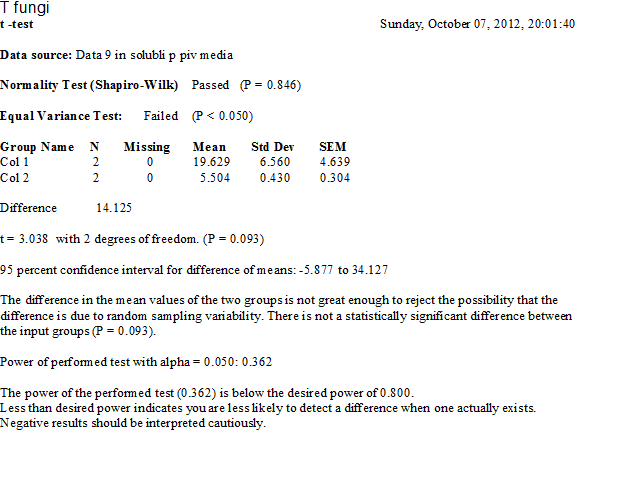 T fungi
t -test Sunday, October 07, 2012, 20:01:40
Data source: Data 9 in solubli p piv media
Normality Test (Shapiro-Wilk) Passed (P = 0.846)
Equal Variance Test: Failed (P < 0.050)
Group Name N Missing Mean Std Dev SEM
Col 1 2 0 19.629 6.560 4.639
Col 2 2 0 5.504 0.430 0.304
Difference 14.125
t = 3.038 with 2 degrees of freedom. (P = 0.093)
95 percent confidence interval for difference of means: -5.877 to 34.127
The difference in the mean values of the two groups is not great enough to reject the possibility that the
difference is due to random sampling variability. There is not a statistically significant difference between
the input groups (P = 0.093).
Power of performed test with alpha = 0.050: 0.362
The power of the performed test (0.362) is below the desired power of 0.800.
Less than desired power indicates you are less likely to detect a difference when one actually exists.
Negative results should be interpreted cautiously.